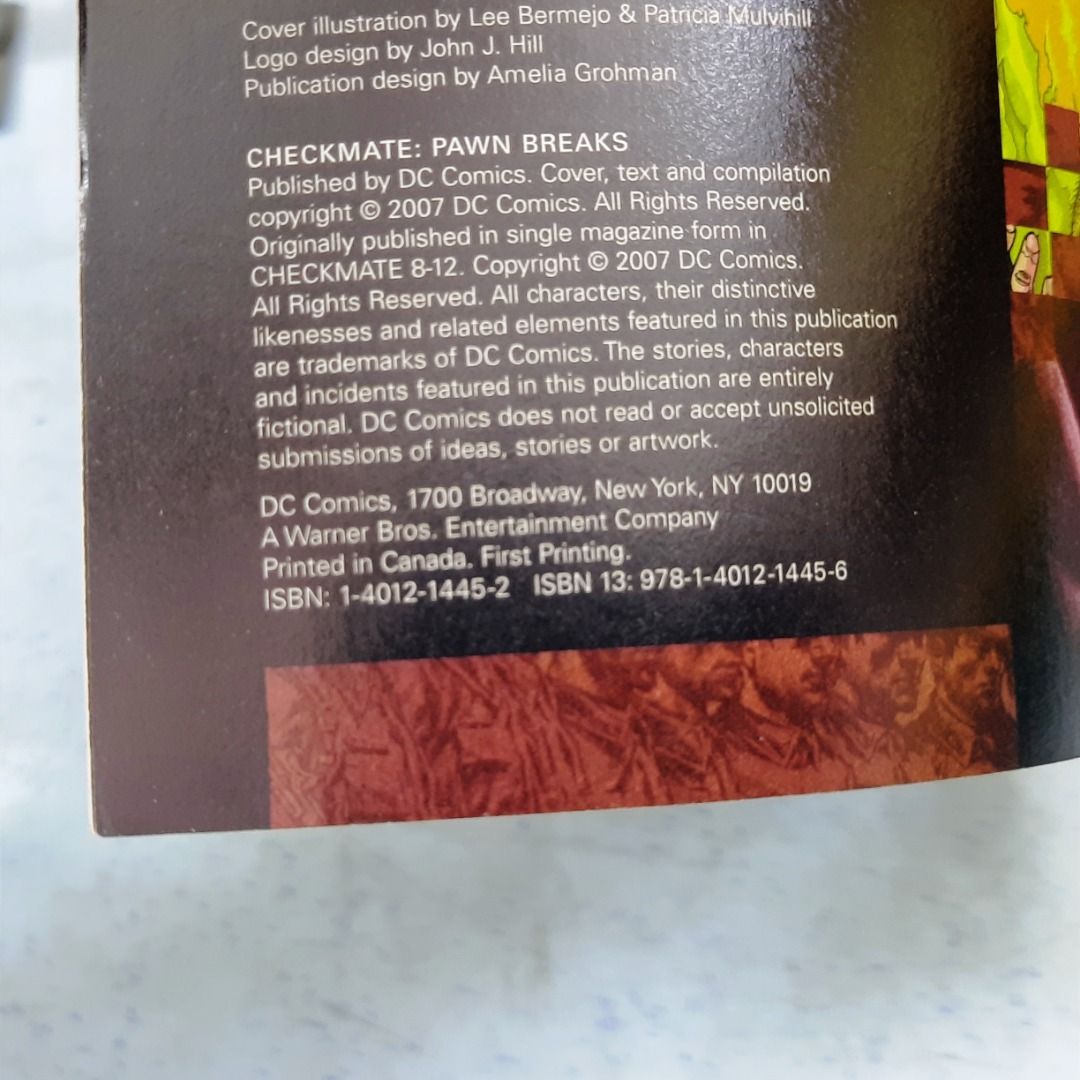 Cover illustration by Lee Bermejo & Patricia Mulvihill
Logo design by John J. Hill
Publication design by Amelia Grohman
CHECKMATE: PAWN BREAKS
Published by DC Comics. Cover, text and compilation
copyright © 2007 DC Comics. All Rights Reserved.
Originally published in single magazine form in
CHECKMATE 8-12. Copyright © 2007 DC Comics.
All Rights Reserved. All characters, their distinctive
likenesses and related elements featured in this publication
are trademarks of DC Comics. The stories, characters
and incidents featured in this publication are entirely
fictional. DC Comics does not read or accept unsolicited
submissions of ideas, stories or artwork.
DC Comics, 1700 Broadway, New York, NY 10019
A Warner Bros. Entertainment Company
Printed in Canada. First Printing.
ISBN: 1-4012-1445-2 ISBN 13: 978-1-4012-1445-6